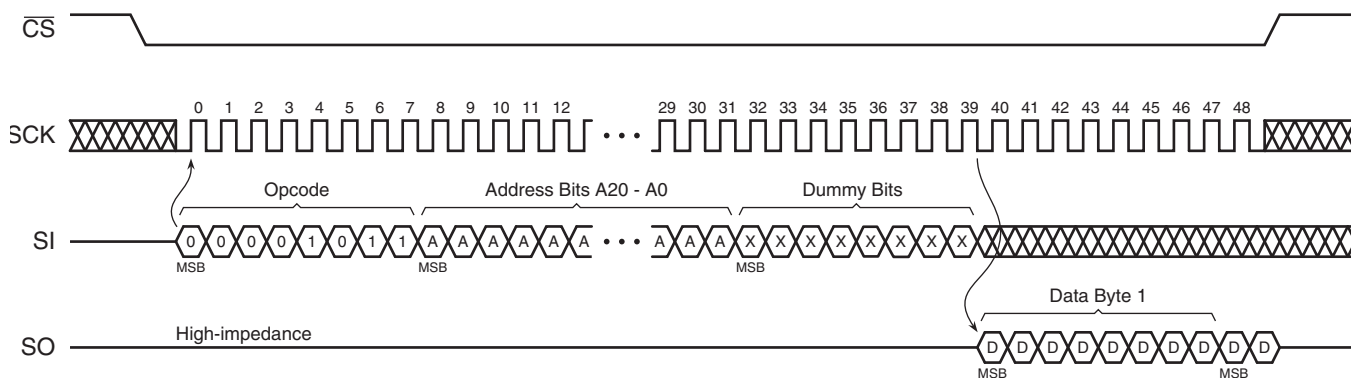 CS
0 1 2 3 4 5 6 7 8 9 10 11 12 29 30 31 32 33 34 35 36 37 38 39 40 41 42 43 44 45 46 47 48
SCK
Opcode Address Bits A20 - A0 Dummy Bits
SI 0 0 0 0 1 0 1 1 A A A A A A A A A X X X X X X X X
MSB MSB MSB
Data Byte 1
High-impedance
SO D D D D D D D D D D
MSB MSB